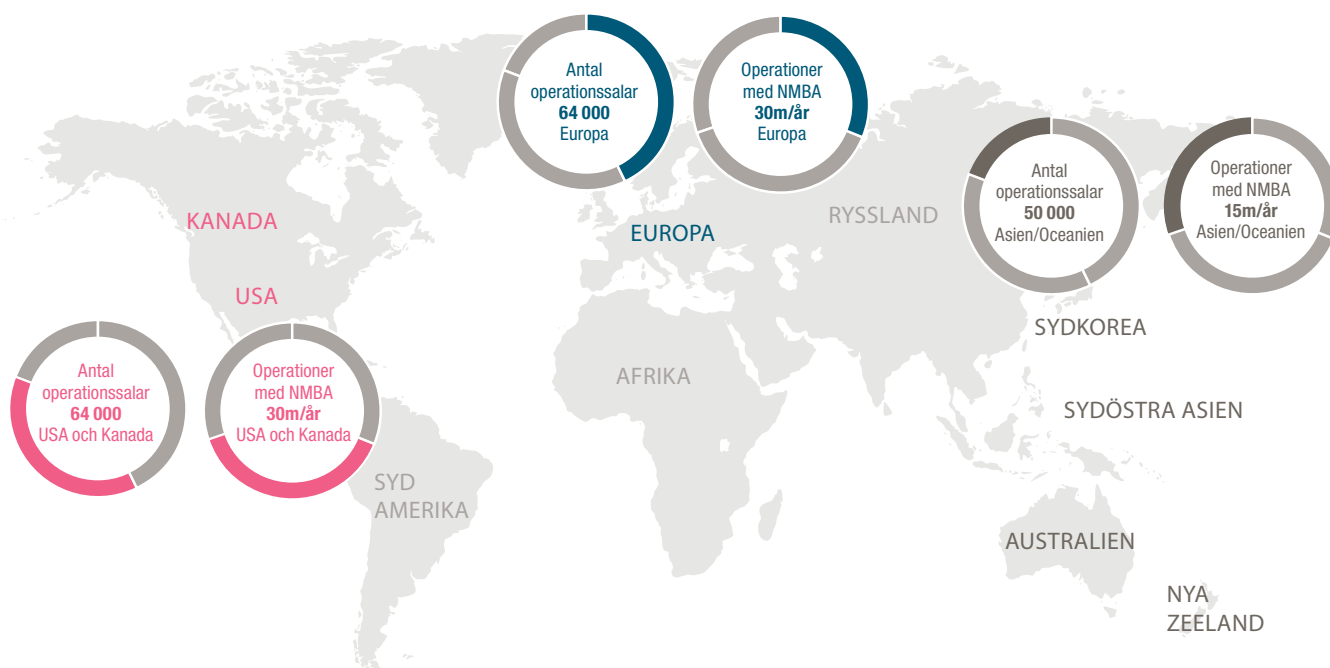 Antal
operationssalar
64 000
Europa
Operationer
med NMBA
30m/år
Europa
Antal
operationssalar
50 000
Asien/Oceanien
Operationer
med NMBA
15m/år
Asien/Oceanien
KANADA
EUROPA
RYSSLAND
USA
SYDKOREA
Antal
operationssalar
64 000
USA och Kanada
Operationer
med NMBA
30m/år
USA och Kanada
AFRIKA
SYDÖSTRA ASIEN
SYD
AMERIKA
AUSTRALIEN
NYA
ZEELAND